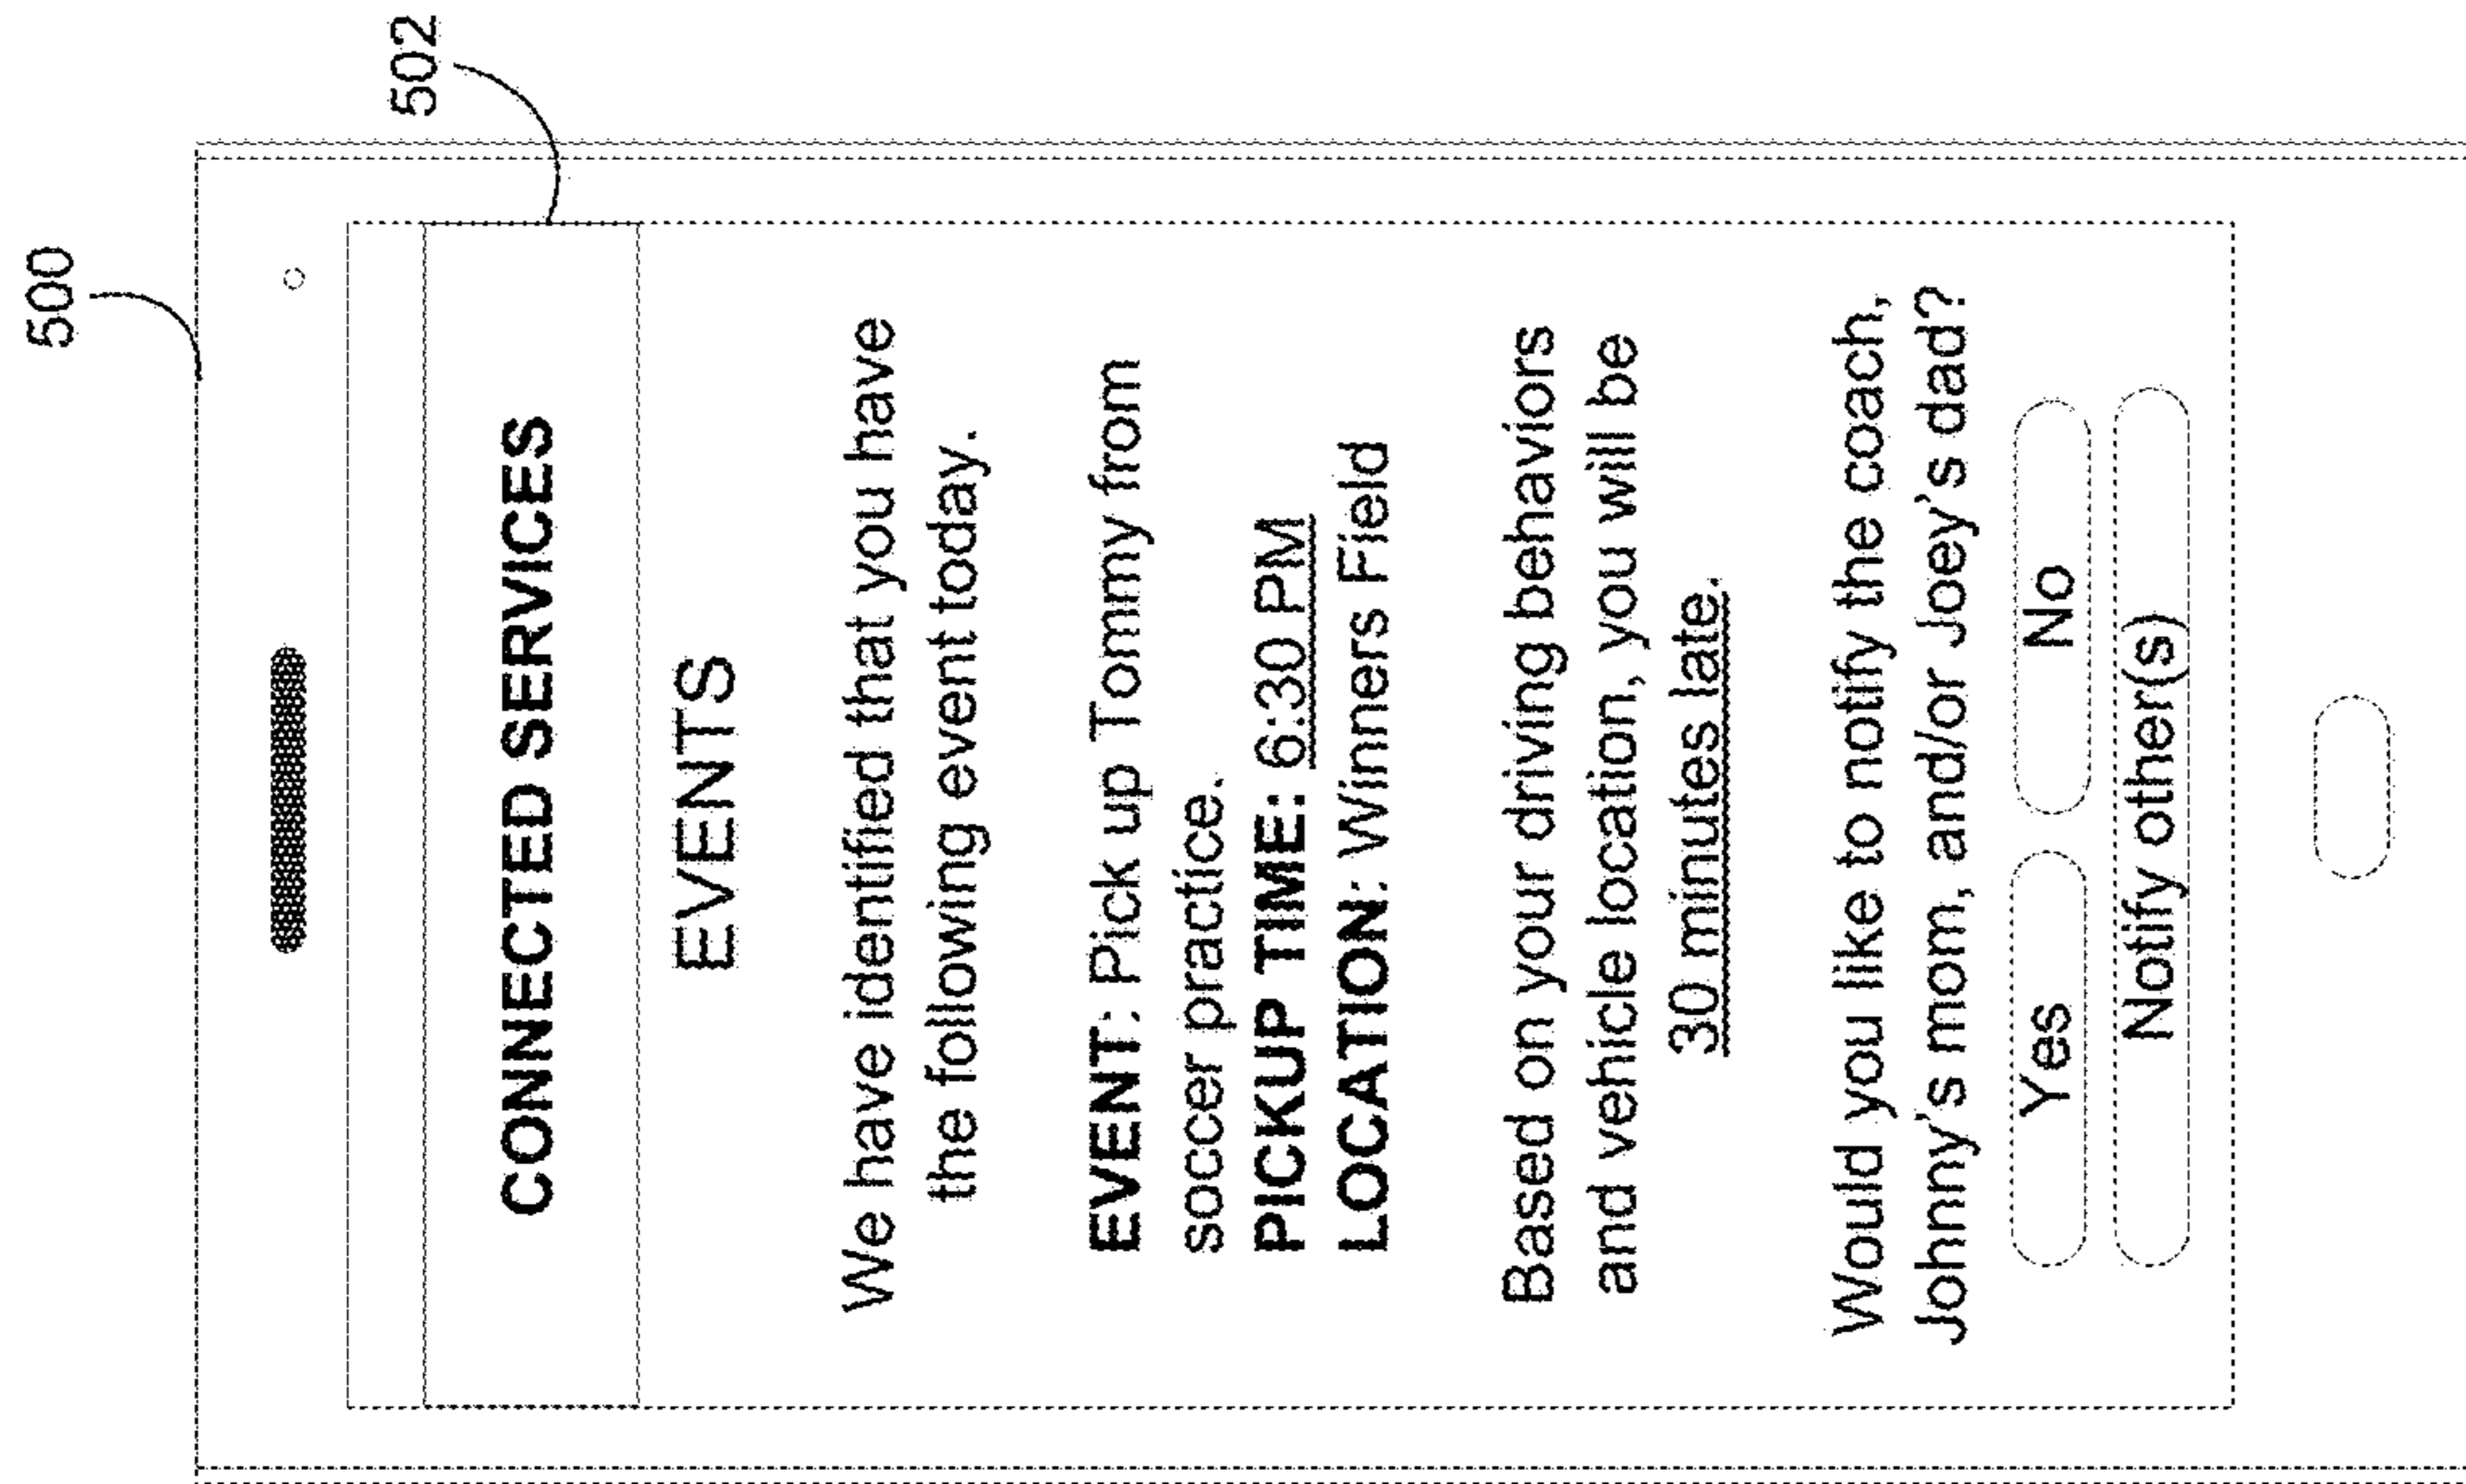 500
502
CONNECTED SERVICES
EVENTS
We have identified that you have
the following event today.
EVENT: Pick up Tommy from
soccer practice.
PICKUP TIME: 6:30 PM
LOCATION: Winners Field
Based on your driving behaviors
and vehicle location, you will be
30 minutes late.
Would you like to notify the coach,
Johnny's mom, and/or Joey's dad?
Yes No
Notify other(s)